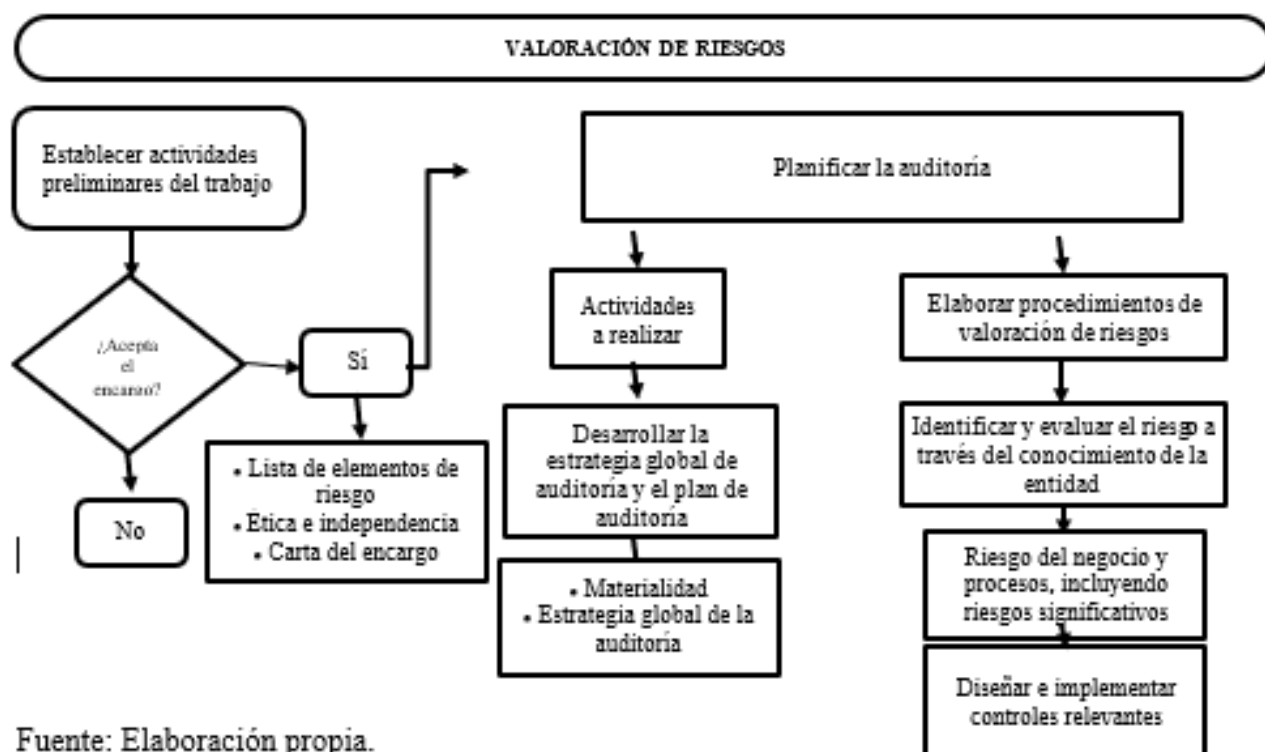 VALORACIÓN DE RIESGOS
Establecer actividades
preliminares del trabajo
¿Acepta
el
encargo?
Sí
No
• Lista de elementos de
riesgo
• Ética e independencia
• Carta del encargo
Planificar la auditoría
Actividades
a realizar
Desarrollar la
estrategia global de
auditoría y el plan de
auditoría
• Materialidad
• Estrategia global de la
auditoría
Elaborar procedimientos de
valoración de riesgos
Identificar y evaluar el riesgo a
través del conocimiento de la
entidad
Riesgo del negocio y
procesos, incluyendo
riesgos significativos
Diseñar e implementar
controles relevantes
Fuente: Elaboración propia.